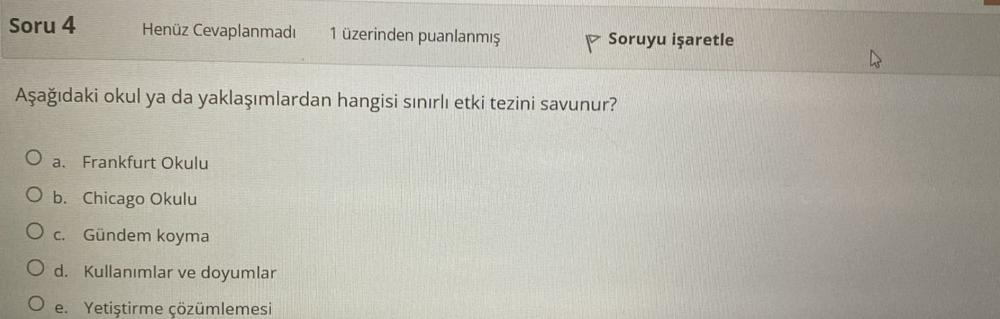 Soru 4 Henüz Cevaplanmadı 1 üzerinden puanlanmış Soruyu işaretle
Aşağıdaki okul ya da yaklaşımlardan hangisi sınırlı etki tezini savunur?
a. Frankfurt Okulu
b. Chicago Okulu
c. Gündem koyma
d. Kullanımlar ve doyumlar
e. Yetiştirme çözümlemesi